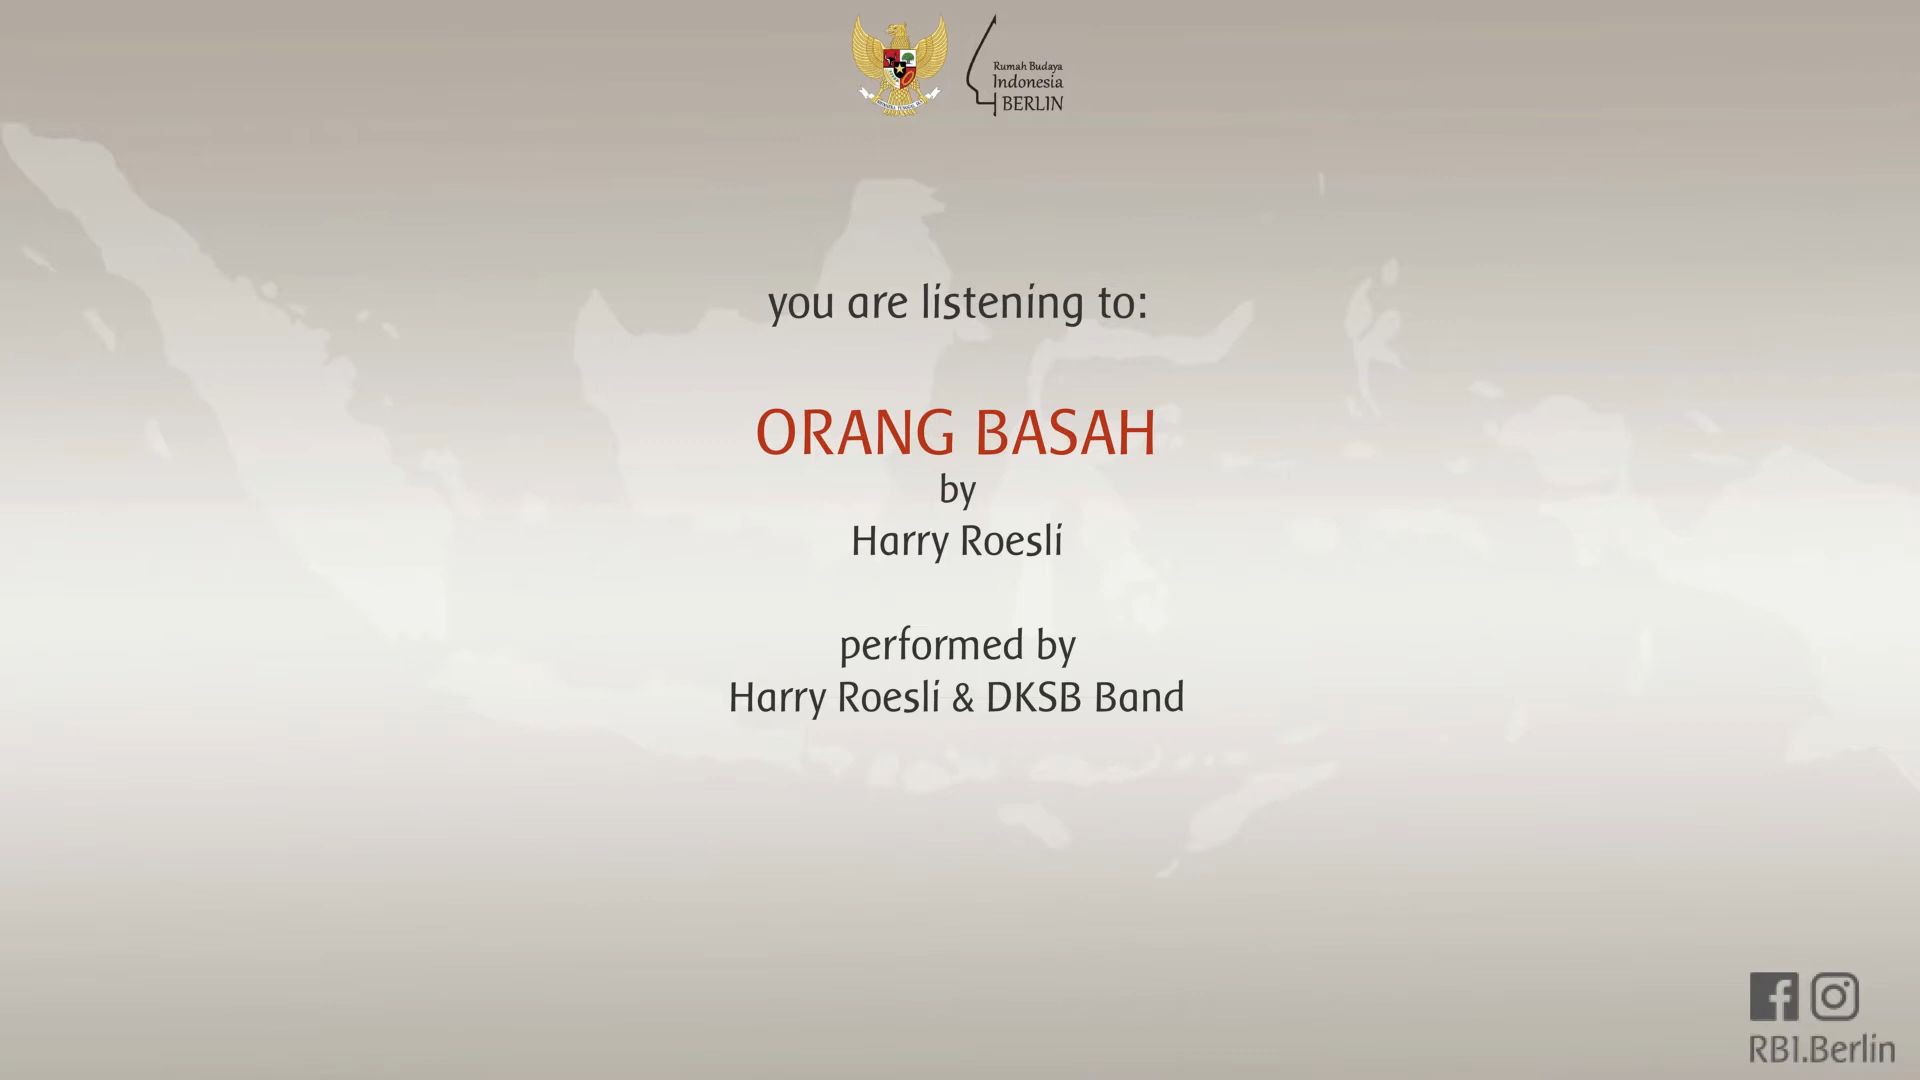 Rumah Budaya
Indonesia
BERLIN
you are listening to:
ORANG BASAH
by
Harry Roesli
performed by
Harry Roesli & DKSB Band
RBI.Berlin